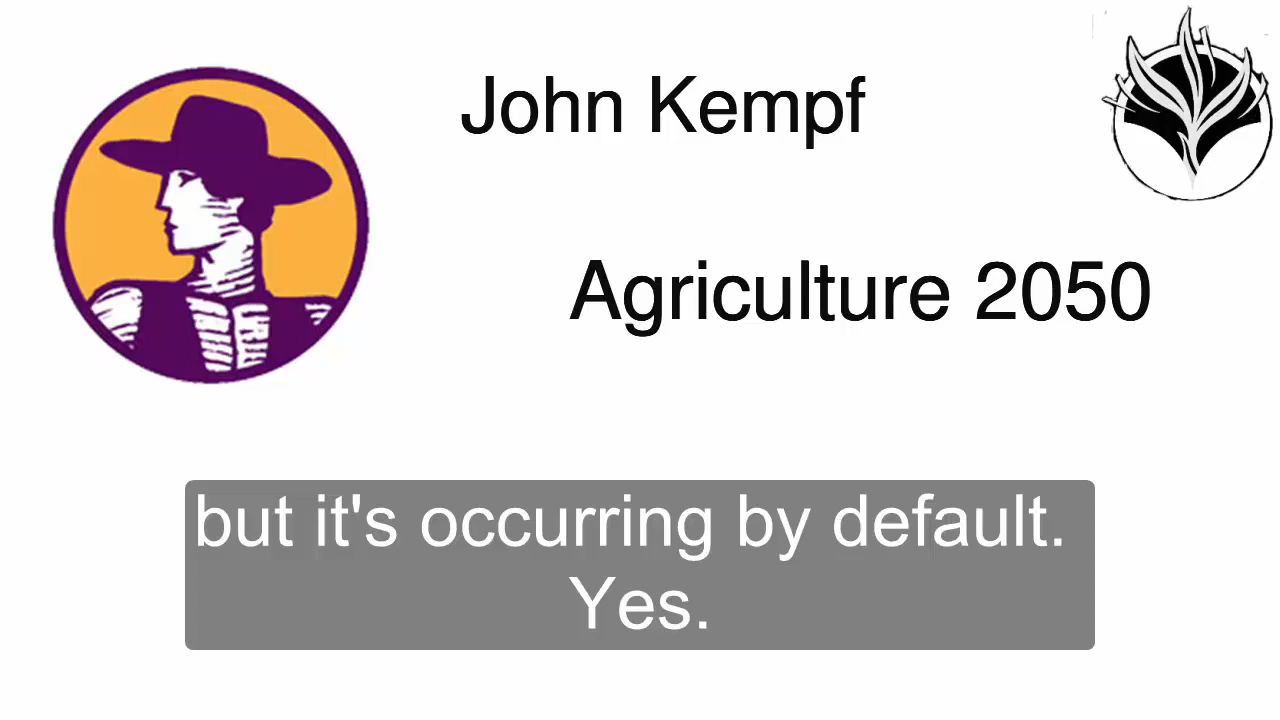 John Kempf
Agriculture 2050
but it's occurring by default.
Yes.